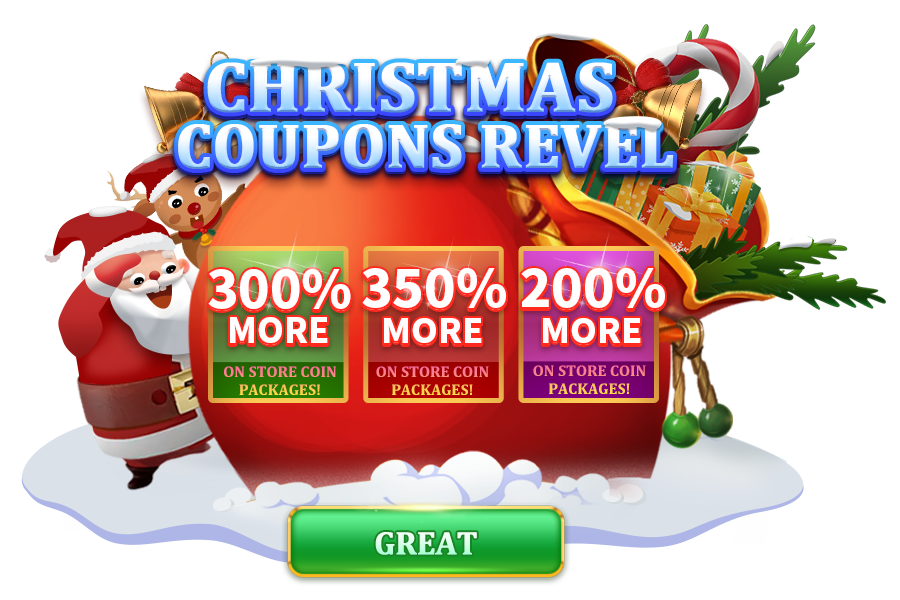 CHRISTMAS
COUPONS REVEL
300%
MORE
ON STORE COIN
PACKAGES!
350%
MORE
ON STORE COIN
PACKAGES!
200%
MORE
ON STORE COIN
PACKAGES!
GREAT